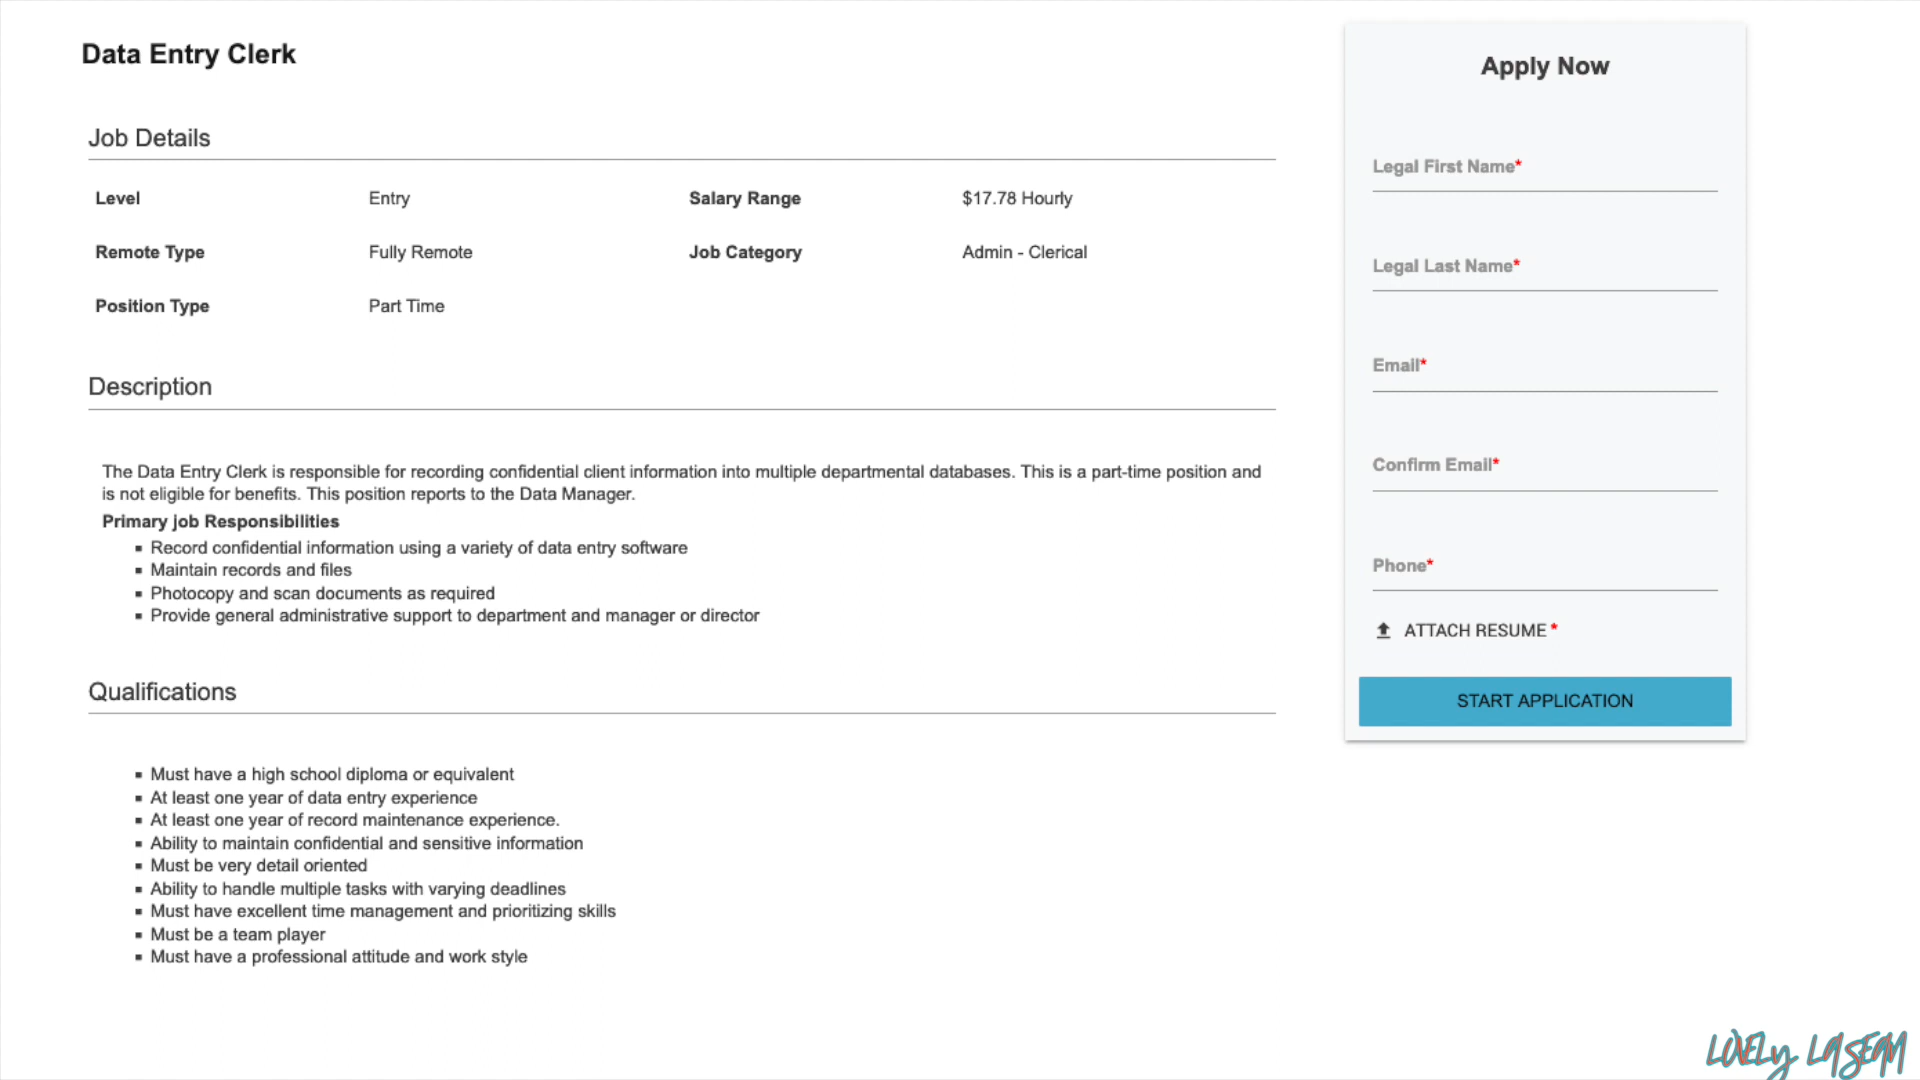 Data Entry Clerk
Job Details
Level Entry Salary Range $17.78 Hourly
Remote Type Fully Remote Job Category Admin - Clerical
Position Type Part Time
Description
The Data Entry Clerk is responsible for recording confidential client information into multiple departmental databases. This is a part-time position and
is not eligible for benefits. This position reports to the Data Manager.
Primary job Responsibilities
▪ Record confidential information using a variety of data entry software
▪ Maintain records and files
▪ Photocopy and scan documents as required
▪ Provide general administrative support to department and manager or director
Qualifications
▪ Must have a high school diploma or equivalent
▪ At least one year of data entry experience
▪ At least one year of record maintenance experience.
▪ Ability to maintain confidential and sensitive information
▪ Must be very detail oriented
▪ Ability to handle multiple tasks with varying deadlines
▪ Must have excellent time management and prioritizing skills
▪ Must be a team player
▪ Must have a professional attitude and work style
Apply Now
Legal First Name*
Legal Last Name*
Email*
Confirm Email*
Phone*
ATTACH RESUME *
START APPLICATION
LOVELy